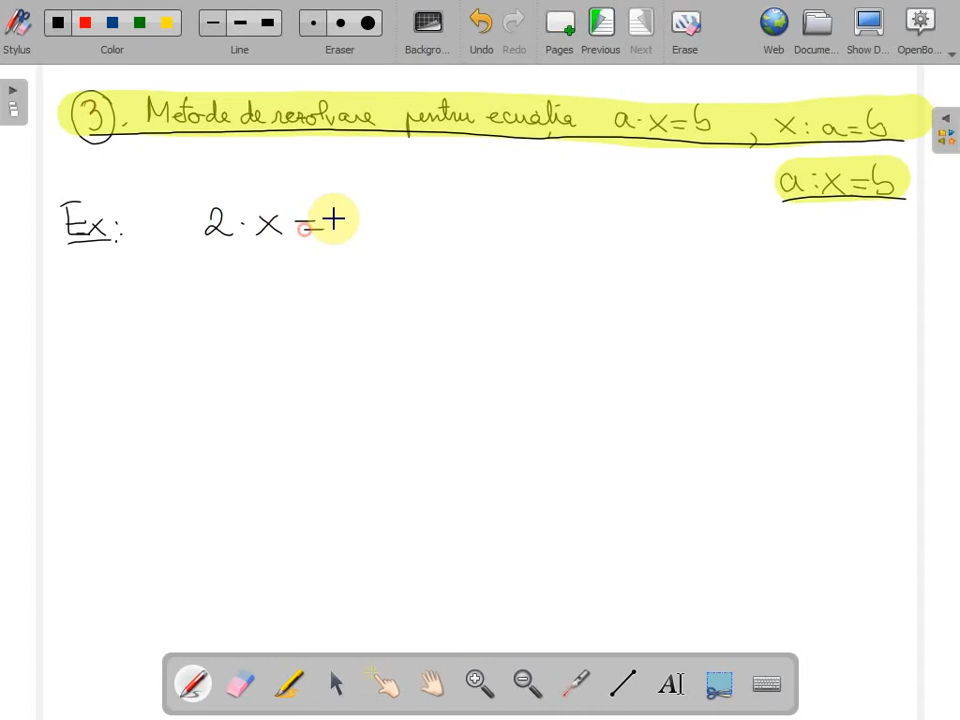 Stylus Color Line Eraser Backgro... Undo Redo Pages Previous Next Erase Web Docume... Show D... OpenBo...
3. Metode de rezolvare pentru ecuația a·x=b, x:a=b
a:x=b
Ex: 2·x=